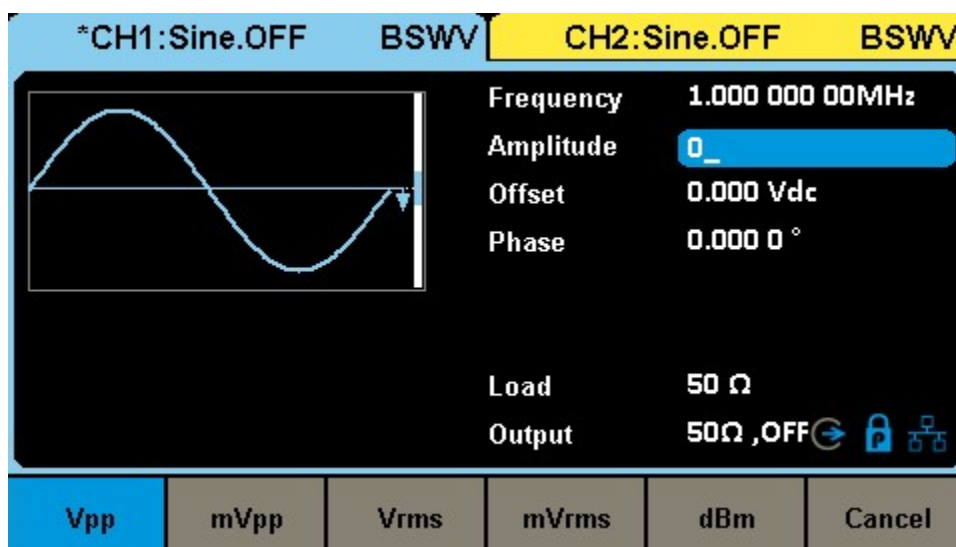 *CH1:Sine.OFF BSWV CH2:Sine.OFF BSWV
Frequency 1.000 000 00MHz
Amplitude 0_
Offset 0.000 Vdc
Phase 0.000 0 °
Load 50 Ω
Output 50Ω ,OFF P
Vpp mVpp Vrms mVrms dBm Cancel